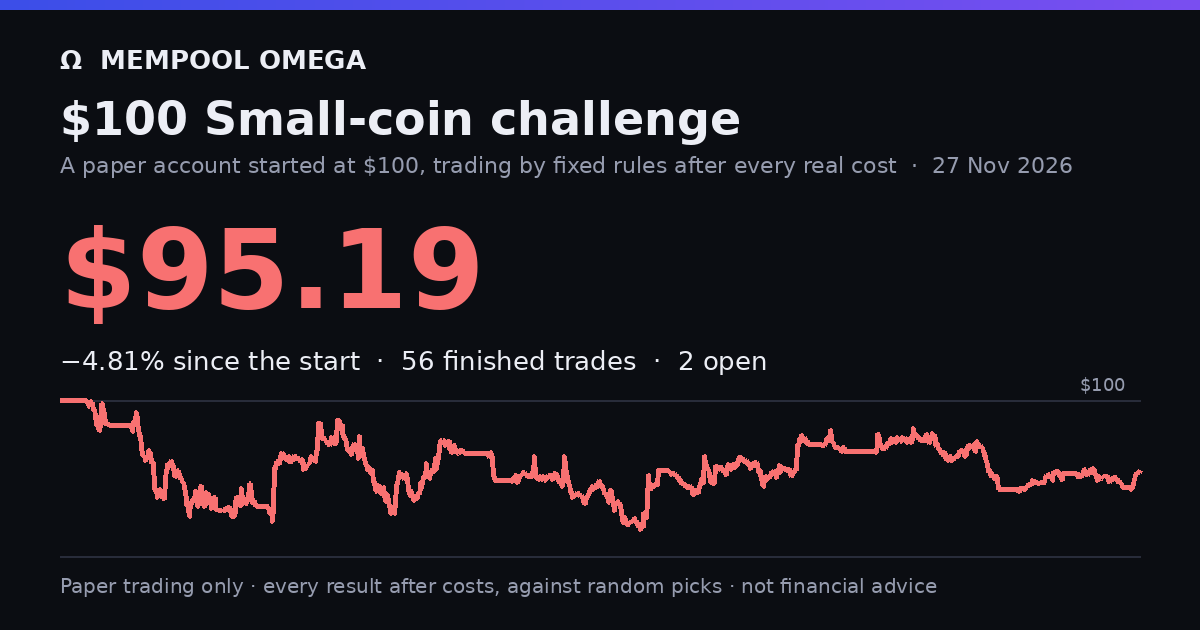 Ω MEMPOOL OMEGA
$100 Small-coin challenge
A paper account started at $100, trading by fixed rules after every real cost · 27 Nov 2026
$95.19
−4.81% since the start · 56 finished trades · 2 open
$100
Paper trading only · every result after costs, against random picks · not financial advice